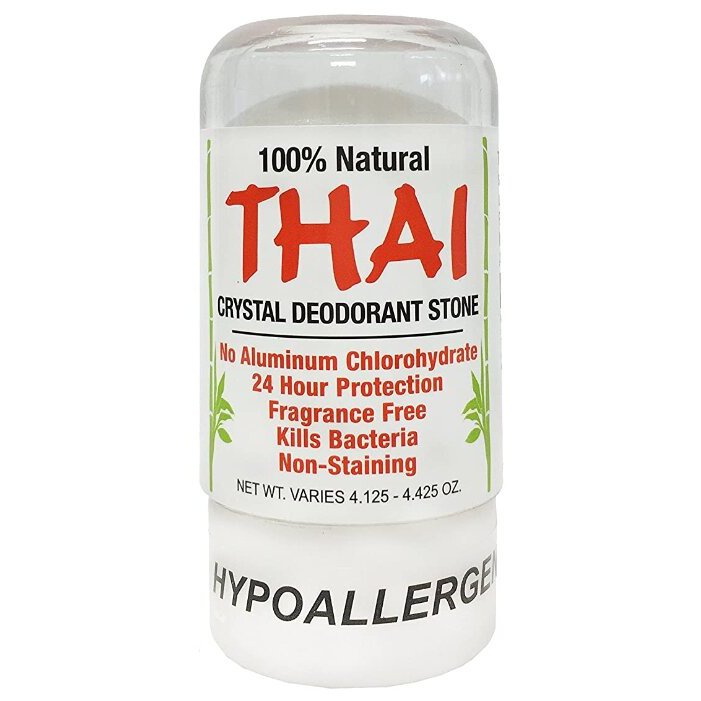 100% Natural
THAI
CRYSTAL DEODORANT STONE
No Aluminum Chlorohydrate
24 Hour Protection
Fragrance Free
Kills Bacteria
Non-Staining
NET WT. VARIES 4.125 - 4.425 OZ.
HYPOALLERGEN